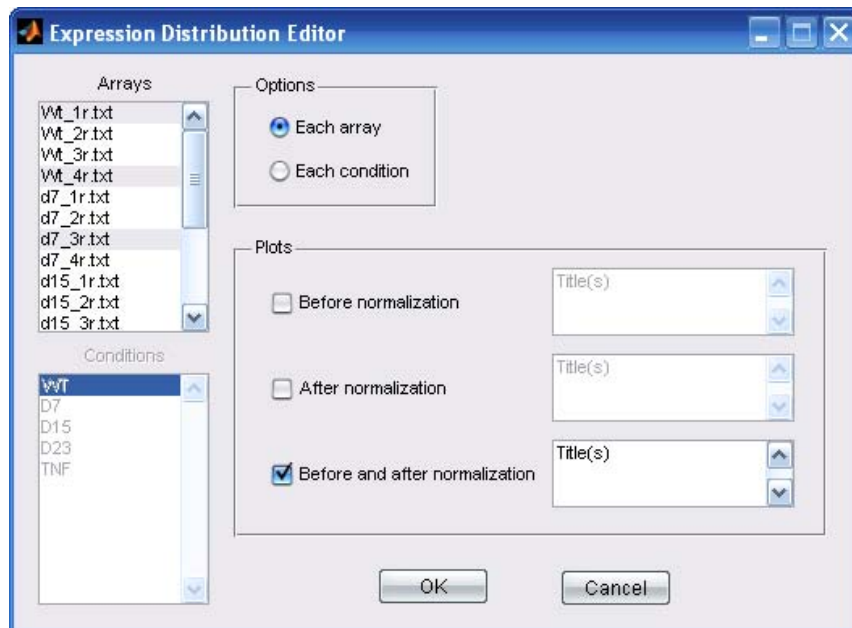 Expression Distribution Editor
Arrays
Wt_1r.txt
Wt_2r.txt
Wt_3r.txt
Wt_4r.txt
d7_1r.txt
d7_2r.txt
d7_3r.txt
d7_4r.txt
d15_1r.txt
d15_2r.txt
d15_3r.txt
Conditions
WT
D7
D15
D23
TNF
Options
Each array
Each condition
Plots
Before normalization
Title(s)
After normalization
Title(s)
Before and after normalization
Title(s)
OK
Cancel